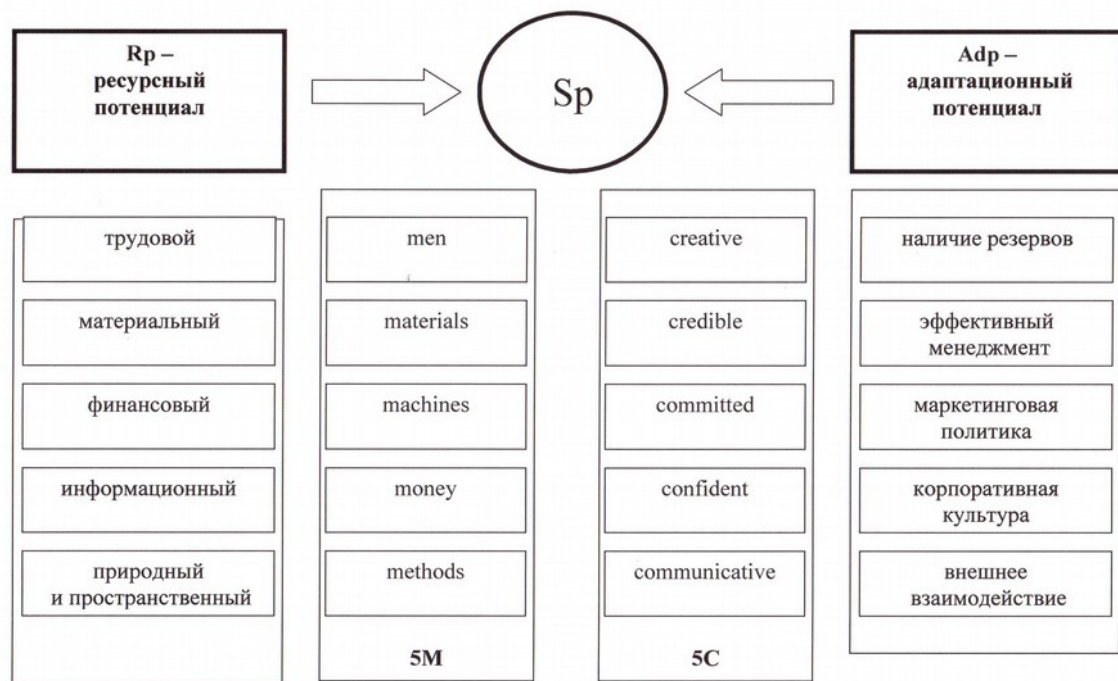 Rp –
ресурсный
потенциал
Sp
Adp –
адаптационный
потенциал
трудовой
материальный
финансовый
информационный
природный
и пространственный
men
materials
machines
money
methods
5M
creative
credible
committed
confident
communicative
5C
наличие резервов
эффективный
менеджмент
маркетинговая
политика
корпоративная
культура
внешнее
взаимодействие